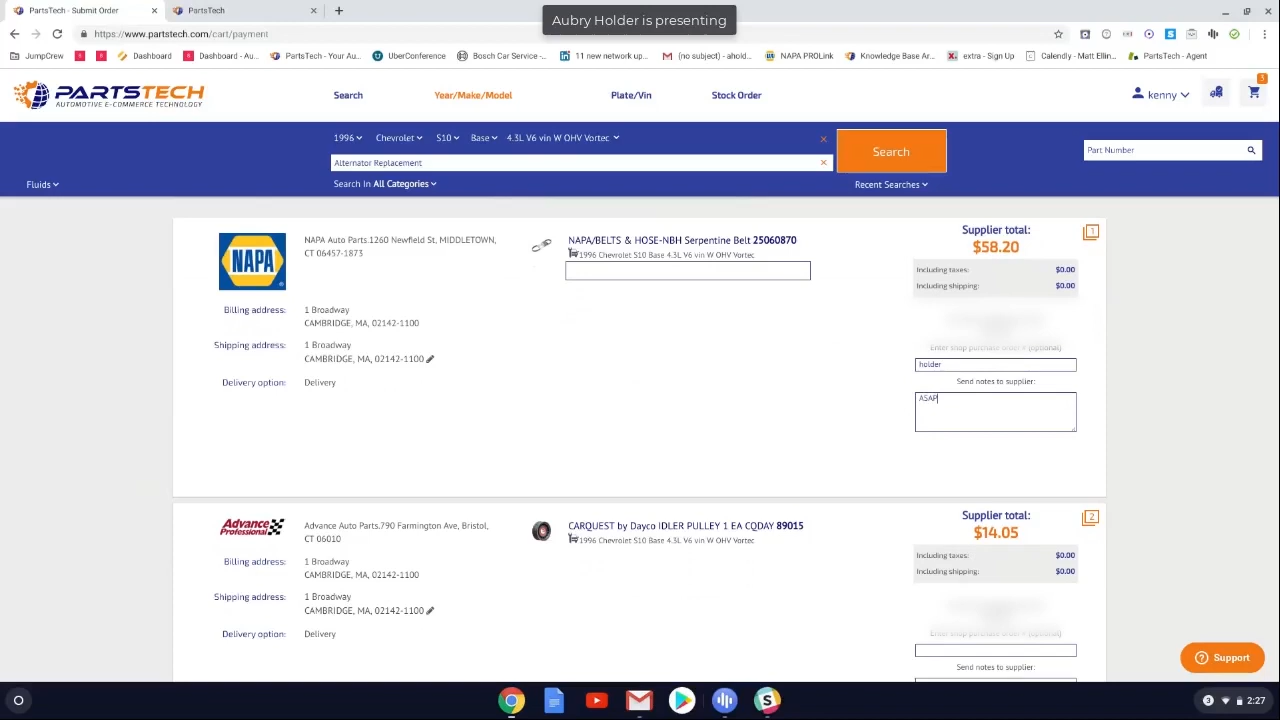 PartsTech - Submit Order
PartsTech
Aubry Holder is presenting
https://www.partstech.com/cart/payment
JumpCrew
Dashboard
Dashboard - Au...
PartsTech - Your Au...
UberConference
Bosch Car Service -...
11 new network up...
(no subject) - ahold...
NAPA PROLink
Knowledge Base Ar...
extra - Sign Up
Calendly - Matt Ellin...
PartsTech - Agent
PARTSTECH
AUTOMOTIVE E-COMMERCE TECHNOLOGY
Search
Year/Make/Model
Plate/Vin
Stock Order
kenny
5
1996
Chevrolet
S10
Base
4.3L V6 vin W OHV Vortec
Alternator Replacement
Search
Part Number
Fluids
Search In All Categories
Recent Searches
NAPA
NAPA Auto Parts.1260 Newfield St, MIDDLETOWN,
CT 06457-1873
NAPA/BELTS & HOSE-NBH Serpentine Belt 25060870
1996 Chevrolet S10 Base 4.3L V6 vin W OHV Vortec
Supplier total:
$58.20
1
Including taxes: $0.00
Including shipping: $0.00
Billing address:
1 Broadway
CAMBRIDGE, MA, 02142-1100
Shipping address:
1 Broadway
CAMBRIDGE, MA, 02142-1100
Delivery option:
Delivery
Enter shop purchase order # (optional)
holder
Send notes to supplier:
ASAP
Advance
Professional
Advance Auto Parts.790 Farmington Ave, Bristol,
CT 06010
CARQUEST by Dayco IDLER PULLEY 1 EA CQDAY 89015
1996 Chevrolet S10 Base 4.3L V6 vin W OHV Vortec
Supplier total:
$14.05
2
Including taxes: $0.00
Including shipping: $0.00
Billing address:
1 Broadway
CAMBRIDGE, MA, 02142-1100
Shipping address:
1 Broadway
CAMBRIDGE, MA, 02142-1100
Delivery option:
Delivery
Enter shop purchase order # (optional)
Send notes to supplier:
Support
3
2:27